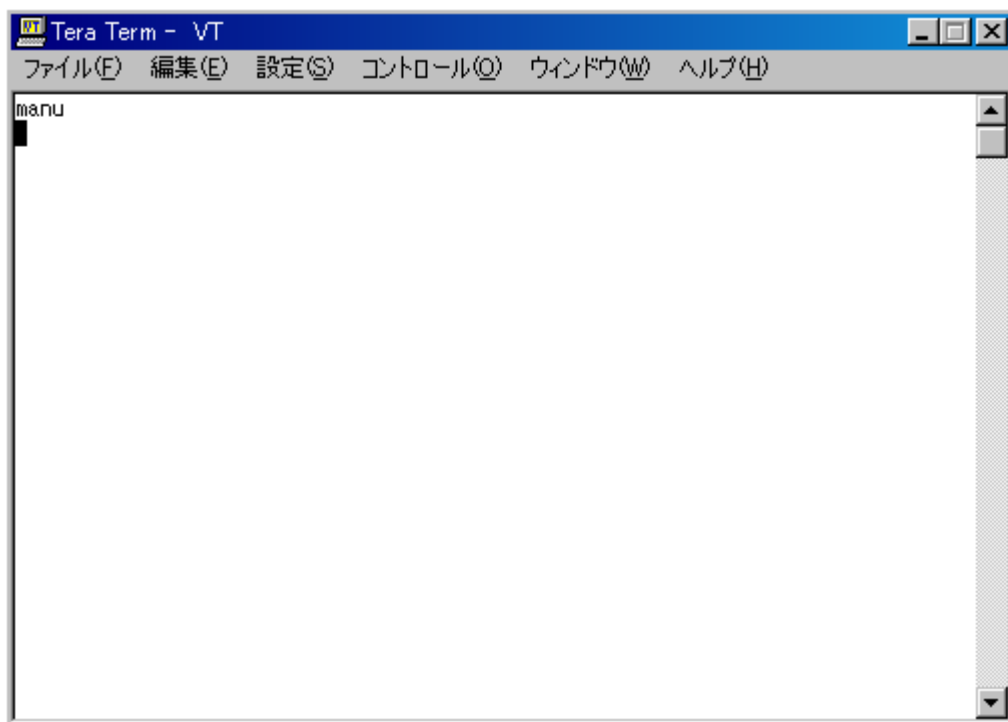 Tera Term - VT
ファイル(F) 編集(E) 設定(S) コントロール(O) ウィンドウ(W) ヘルプ(H)
manu